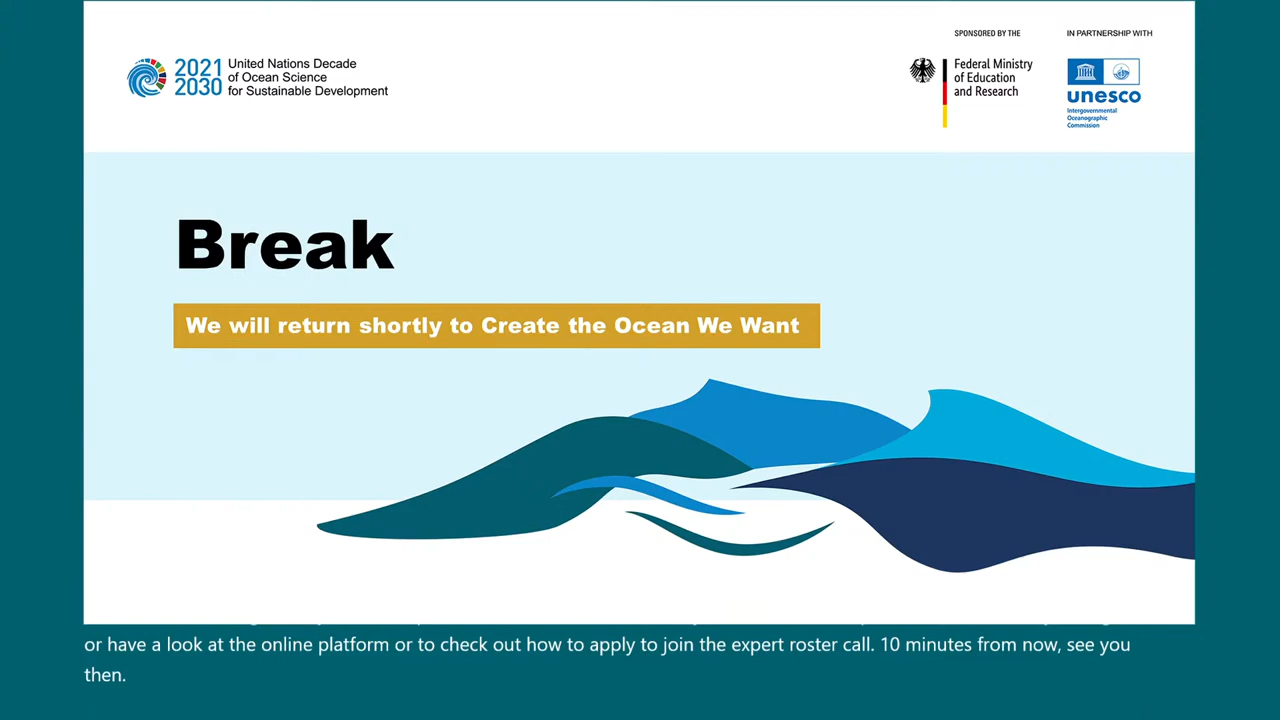 SPONSORED BY THE
IN PARTNERSHIP WITH
2021
2030
United Nations Decade
of Ocean Science
for Sustainable Development
Federal Ministry
of Education
and Research
unesco
Intergovernmental
Oceanographic
Commission
Break
We will return shortly to Create the Ocean We Want
or have a look at the online platform or to check out how to apply to join the expert roster call. 10 minutes from now, see you
then.